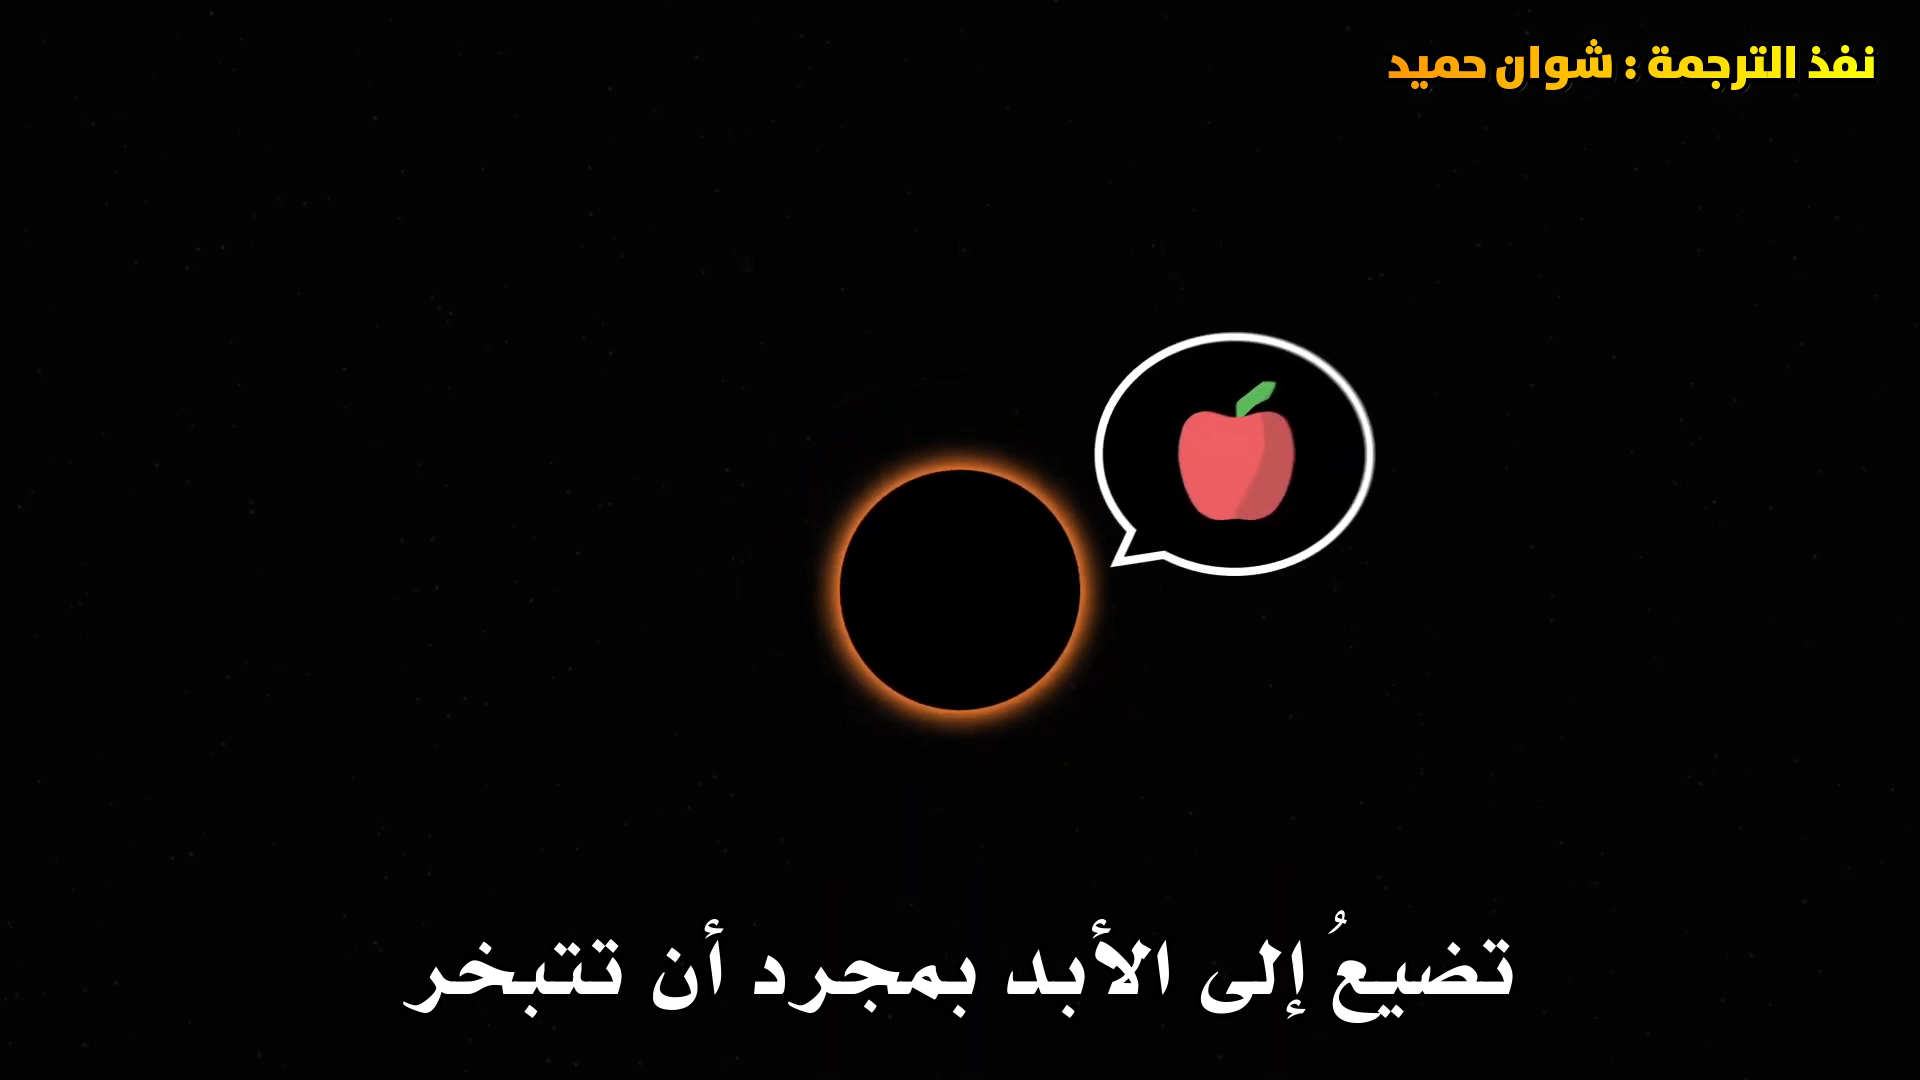 نفذ الترجمة : شوان حميد
تضيعُ إلى الأبد بمجرد أن تتبخر